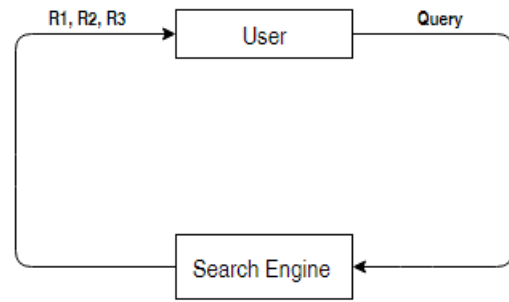 R1, R2, R3
User
Query
Search Engine